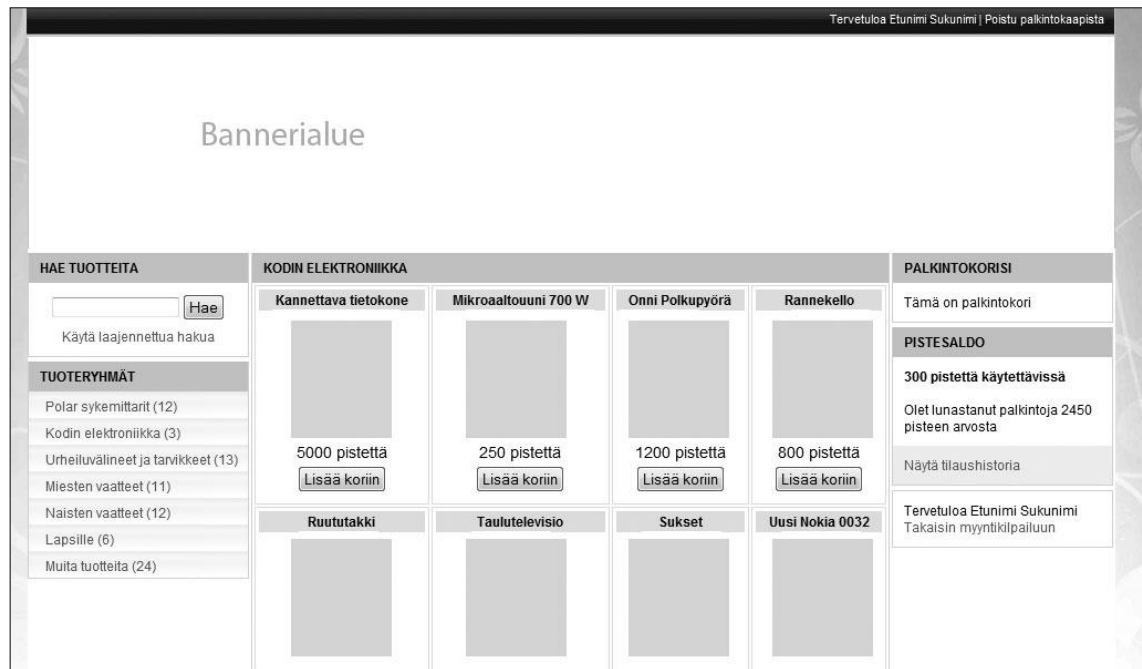 Tervetuloa Etunimi Sukunimi | Poistu palkintokaapista
Bannerialue
HAE TUOTTEITA
Hae
Käytä laajennettua hakua
TUOTERYHMÄT
Polar sykemittarit (12)
Kodin elektroniikka (3)
Urheiluvälineet ja tarvikkeet (13)
Miesten vaatteet (11)
Naisten vaatteet (12)
Lapsille (6)
Muita tuotteita (24)
KODIN ELEKTRONIIKKA
Kannettava tietokone
5000 pistettä
Lisää koriin
Mikroaaltouuni 700 W
250 pistettä
Lisää koriin
Onni Polkupyörä
1200 pistettä
Lisää koriin
Rannekello
800 pistettä
Lisää koriin
Ruututakki
Taulutelevisio
Sukset
Uusi Nokia 0032
PALKINTOKORISI
Tämä on palkintokori
PISTESALDO
300 pistettä käytettävissä
Olet lunastanut palkintoja 2450
pisteen arvosta
Näytä tilaushistoria
Tervetuloa Etunimi Sukunimi
Takaisin myyntikilpailuun